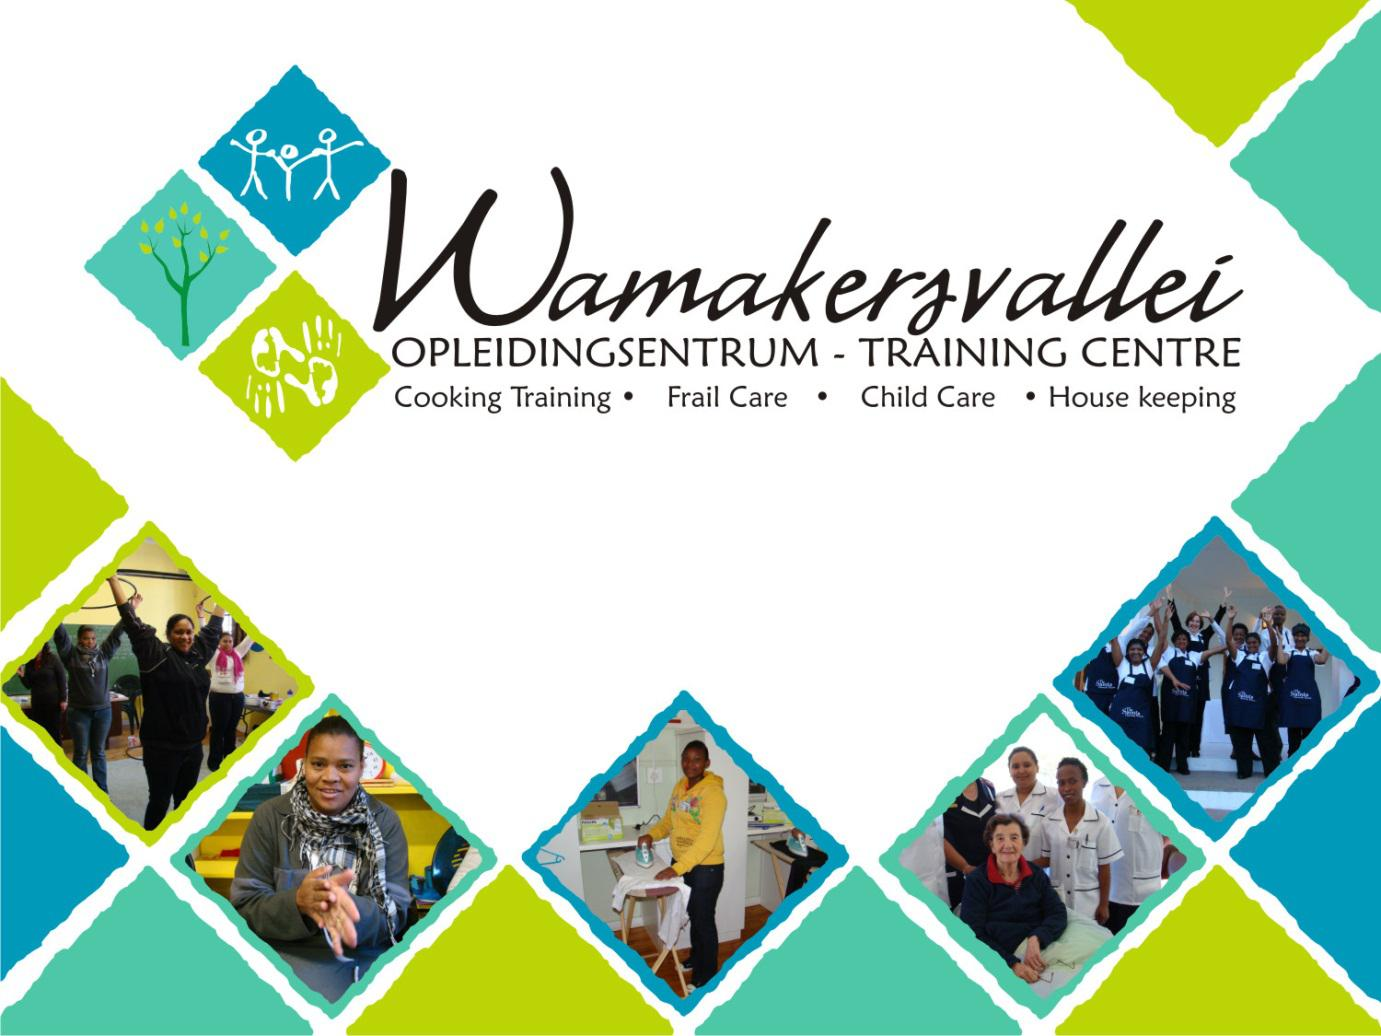 Wamakersvallei
OPLEIDINGSENTRUM - TRAINING CENTRE
Cooking Training • Frail Care • Child Care • House keeping